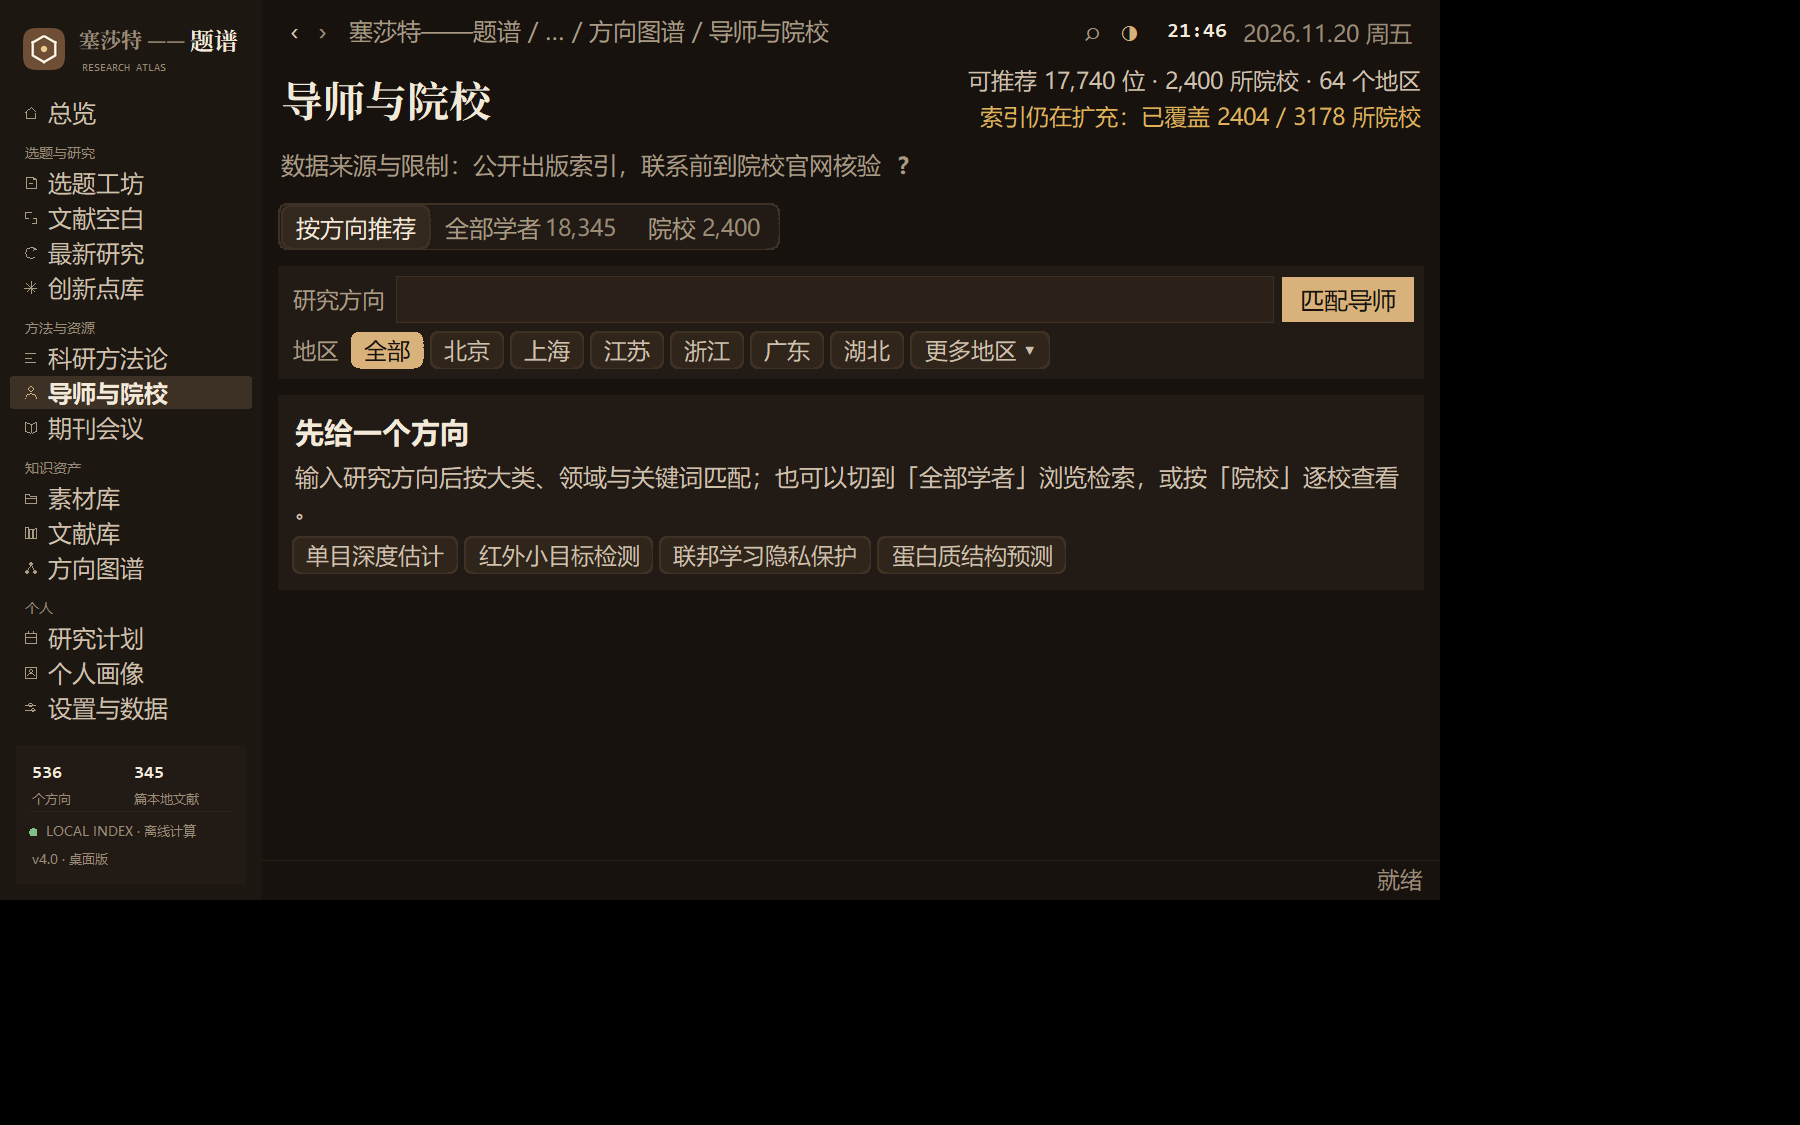 塞莎特 —— 题谱
RESEARCH ATLAS
总览
选题与研究
选题工坊
文献空白
最新研究
创新点库
方法与资源
科研方法论
导师与院校
期刊会议
知识资产
素材库
文献库
方向图谱
个人
研究计划
个人画像
设置与数据
536 345
个方向 篇本地文献
LOCAL INDEX · 离线计算
v4.0 · 桌面版
‹ › 塞莎特——题谱 / ... / 方向图谱 / 导师与院校
21:46 2026.11.20 周五
导师与院校
可推荐 17,740 位 · 2,400 所院校 · 64 个地区
索引仍在扩充：已覆盖 2404 / 3178 所院校
数据来源与限制：公开出版索引，联系前到院校官网核验 ?
按方向推荐 全部学者 18,345 院校 2,400
研究方向 匹配导师
地区 全部 北京 上海 江苏 浙江 广东 湖北 更多地区 ▾
先给一个方向
输入研究方向后按大类、领域与关键词匹配；也可以切到「全部学者」浏览检索，或按「院校」逐校查看
。
单目深度估计 红外小目标检测 联邦学习隐私保护 蛋白质结构预测
就绪